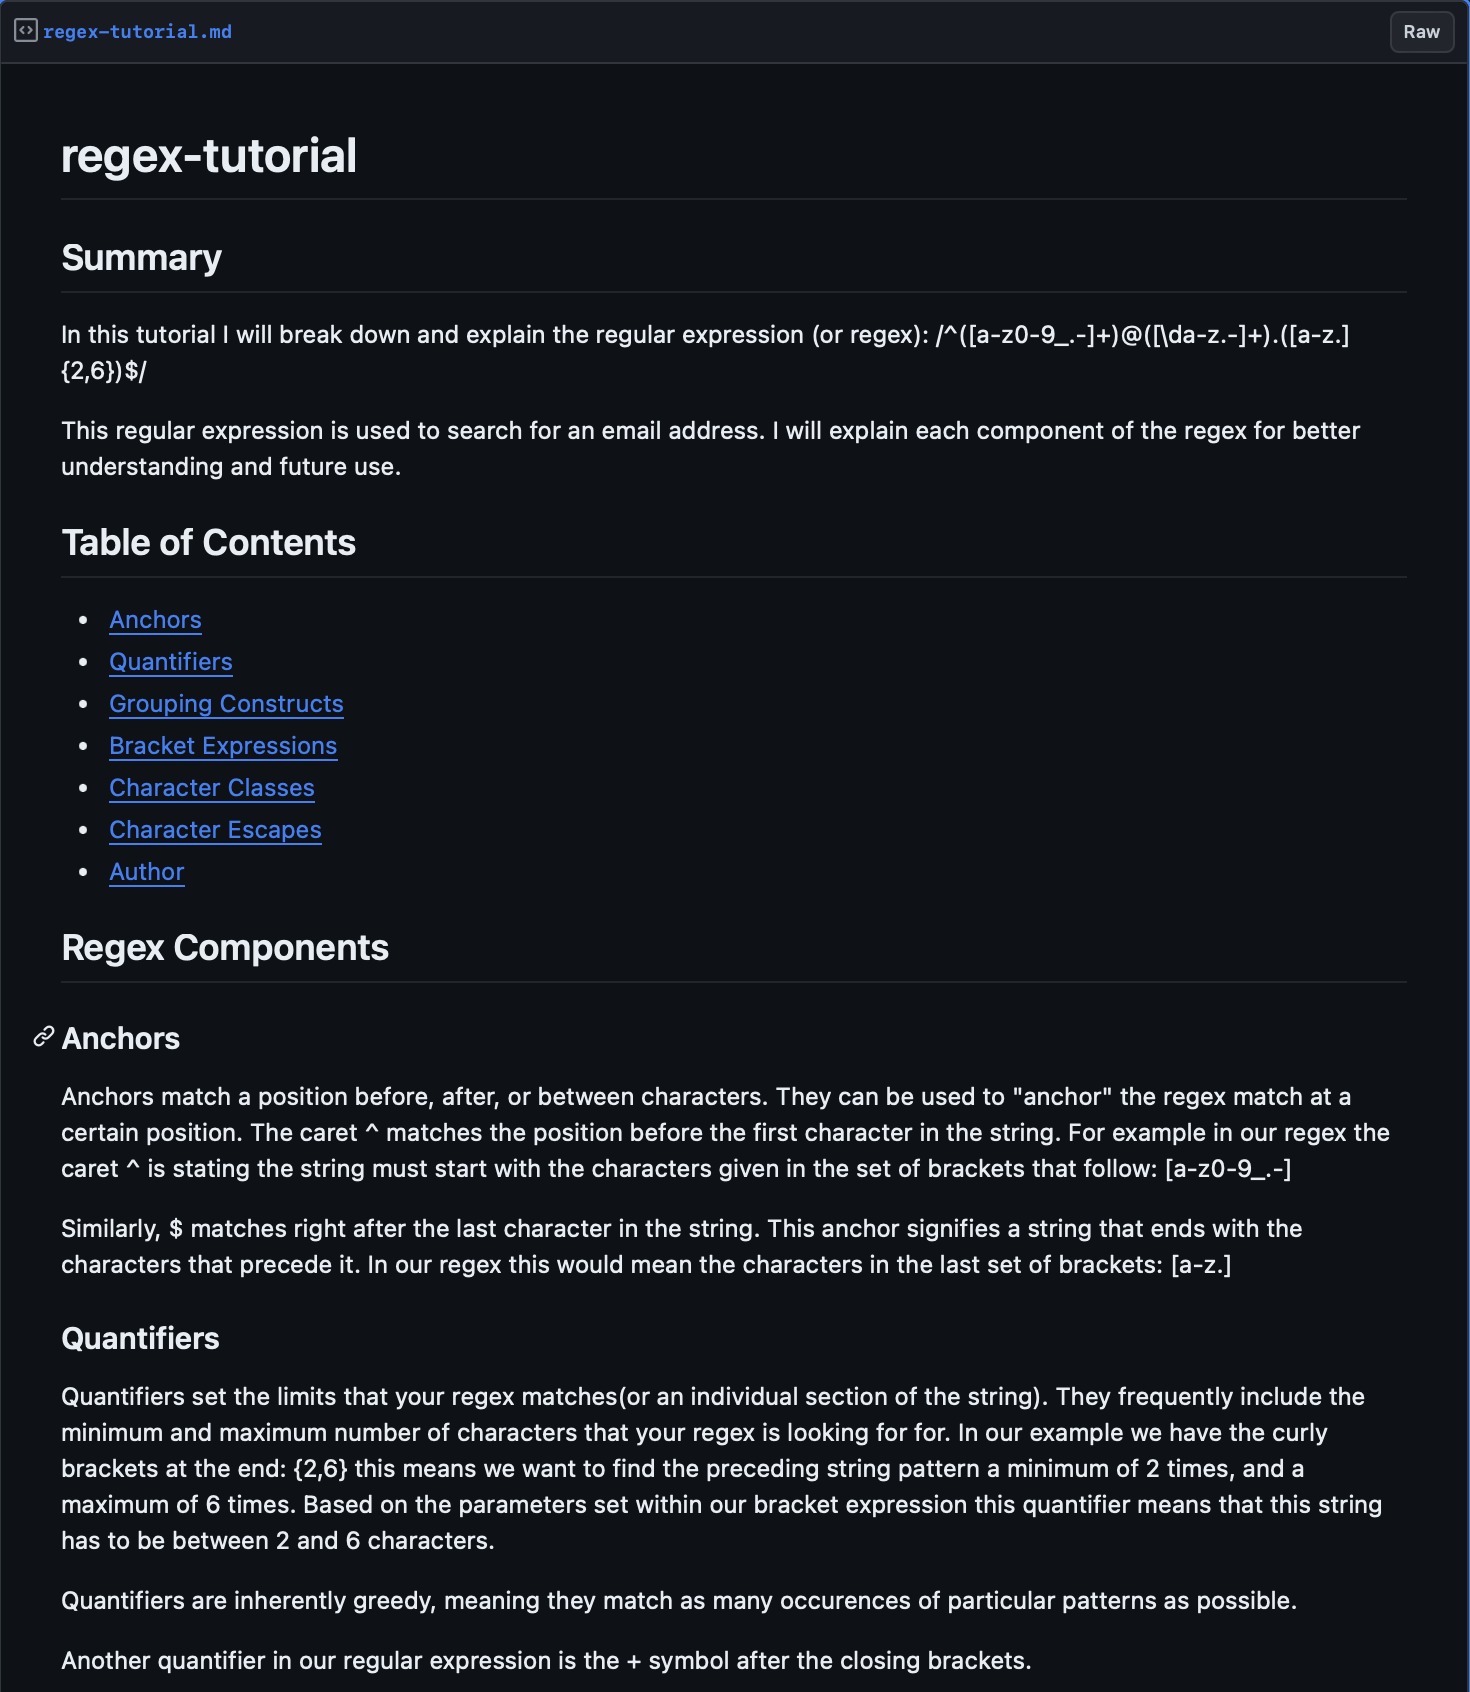 regex-tutorial.md
Raw
regex-tutorial
Summary
In this tutorial I will break down and explain the regular expression (or regex): /^([a-z0-9_.-]+)@([\da-z.-]+).([a-z.]
{2,6})$/
This regular expression is used to search for an email address. I will explain each component of the regex for better
understanding and future use.
Table of Contents
• Anchors
• Quantifiers
• Grouping Constructs
• Bracket Expressions
• Character Classes
• Character Escapes
• Author
Regex Components
Anchors
Anchors match a position before, after, or between characters. They can be used to "anchor" the regex match at a
certain position. The caret ^ matches the position before the first character in the string. For example in our regex the
caret ^ is stating the string must start with the characters given in the set of brackets that follow: [a-z0-9_.-]
Similarly, $ matches right after the last character in the string. This anchor signifies a string that ends with the
characters that precede it. In our regex this would mean the characters in the last set of brackets: [a-z.]
Quantifiers
Quantifiers set the limits that your regex matches(or an individual section of the string). They frequently include the
minimum and maximum number of characters that your regex is looking for for. In our example we have the curly
brackets at the end: {2,6} this means we want to find the preceding string pattern a minimum of 2 times, and a
maximum of 6 times. Based on the parameters set within our bracket expression this quantifier means that this string
has to be between 2 and 6 characters.
Quantifiers are inherently greedy, meaning they match as many occurences of particular patterns as possible.
Another quantifier in our regular expression is the + symbol after the closing brackets.